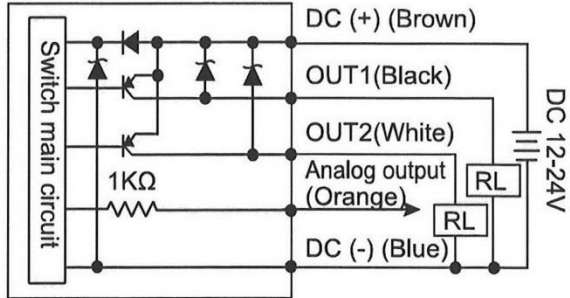 DC (+) (Brown)
Switch main circuit
OUT1(Black)
OUT2(White)
DC 12-24V
1KΩ
Analog output
(Orange)
RL
RL
DC (-) (Blue)